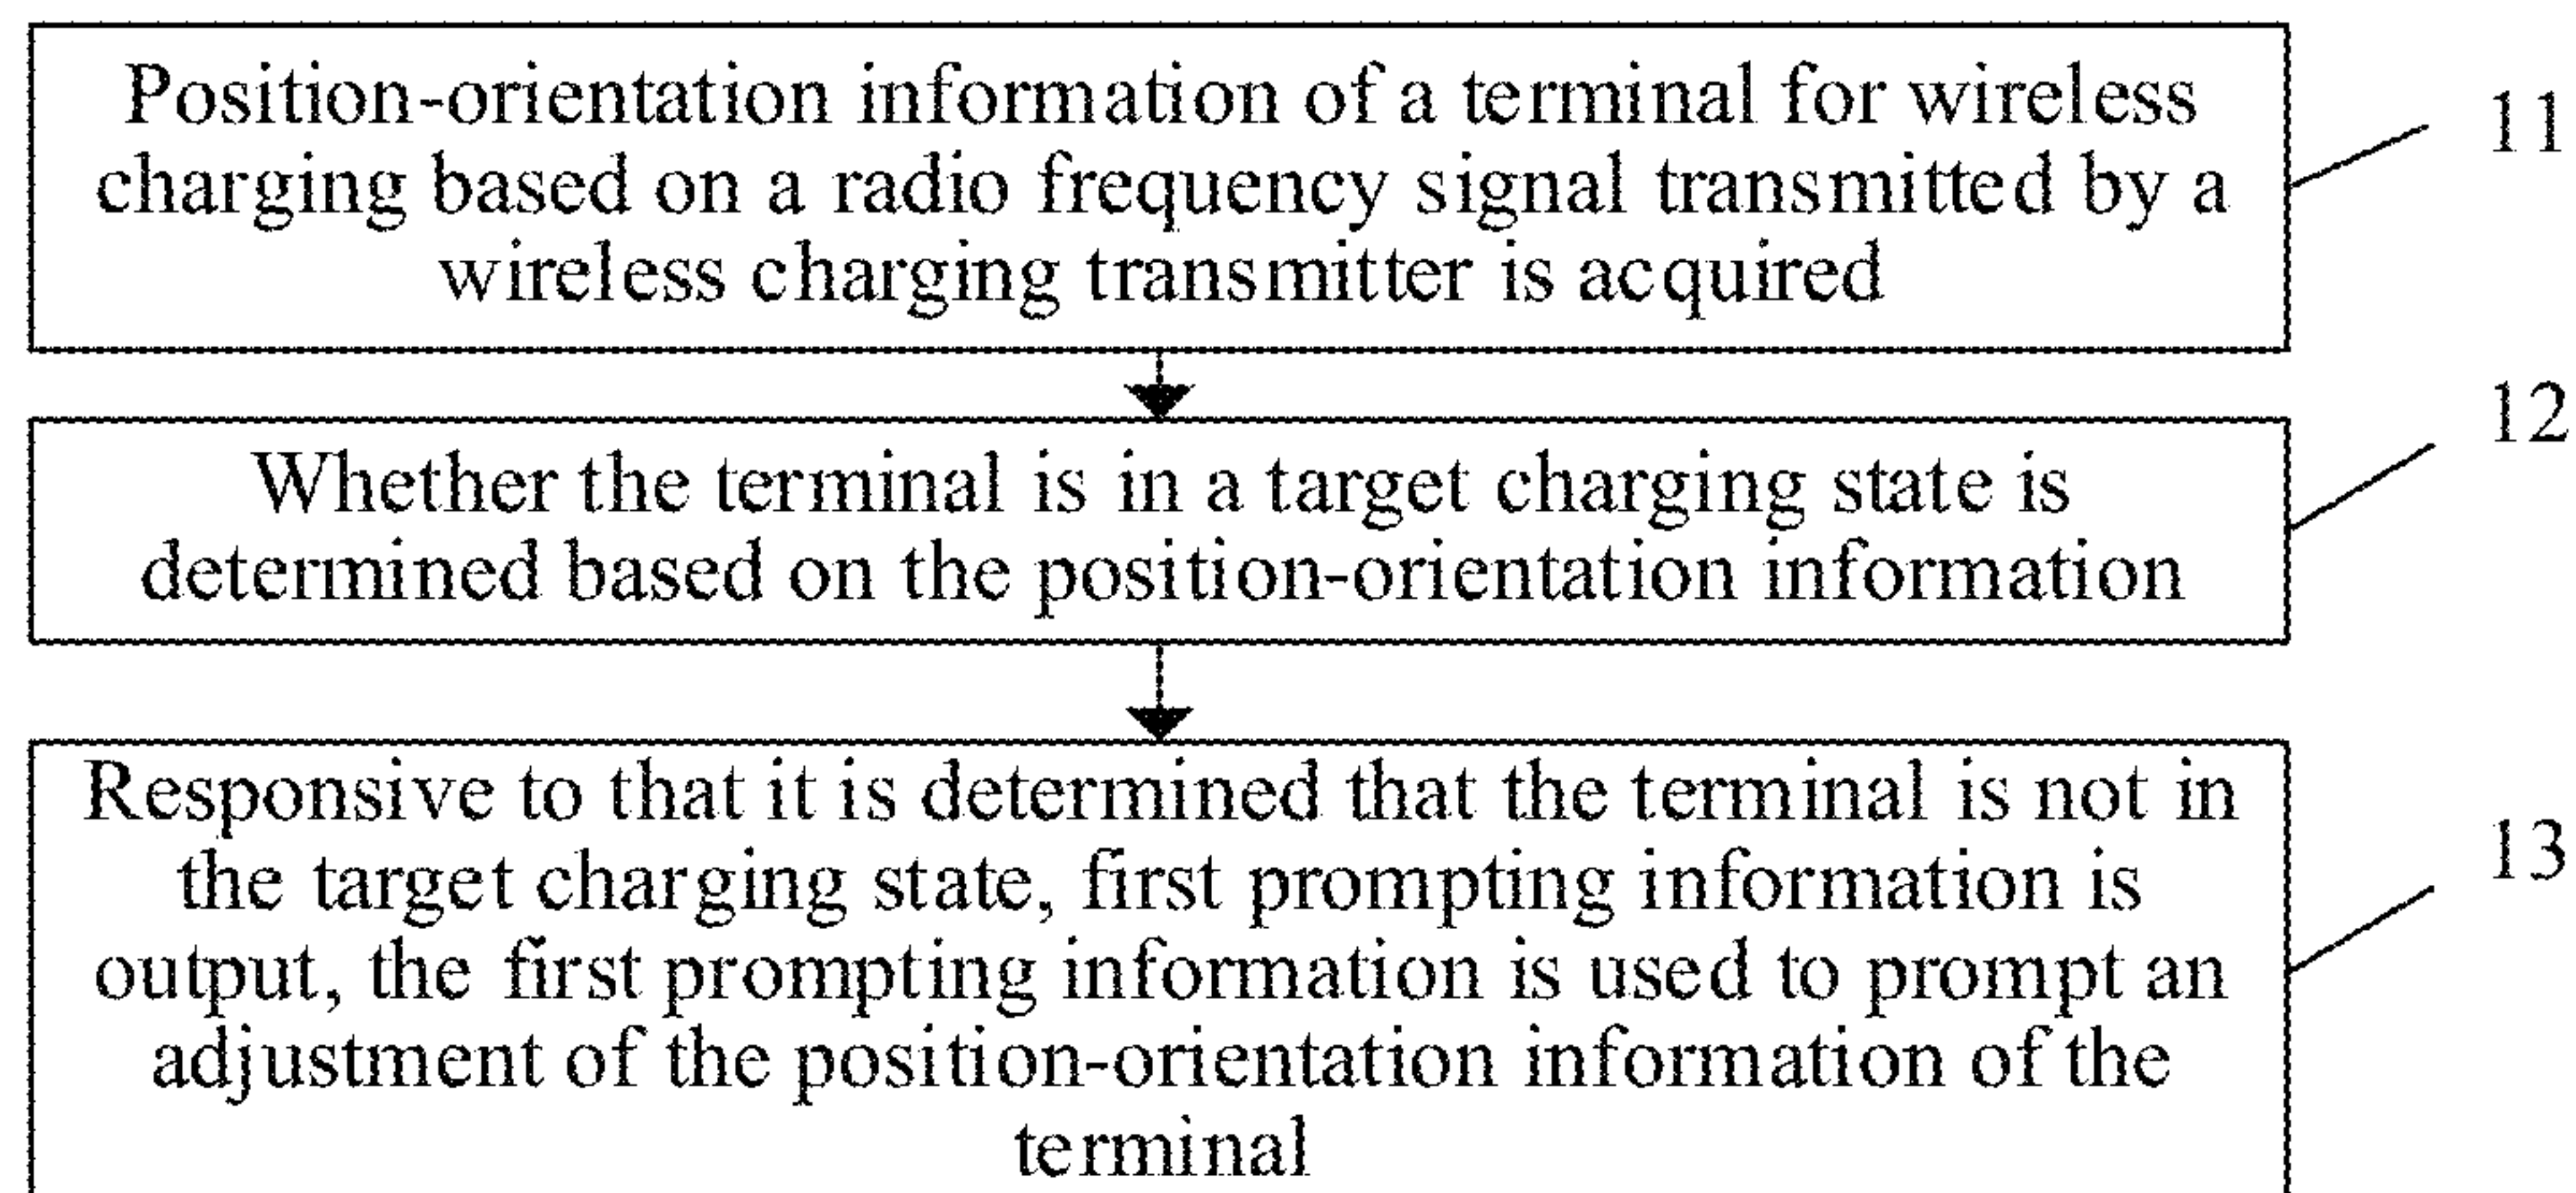 Position-orientation information of a terminal for wireless
charging based on a radio frequency signal transmitted by a
wireless charging transmitter is acquired
11
Whether the terminal is in a target charging state is
determined based on the position-orientation information
12
Responsive to that it is determined that the terminal is not in
the target charging state, first prompting information is
output, the first prompting information is used to prompt an
adjustment of the position-orientation information of the
terminal
13